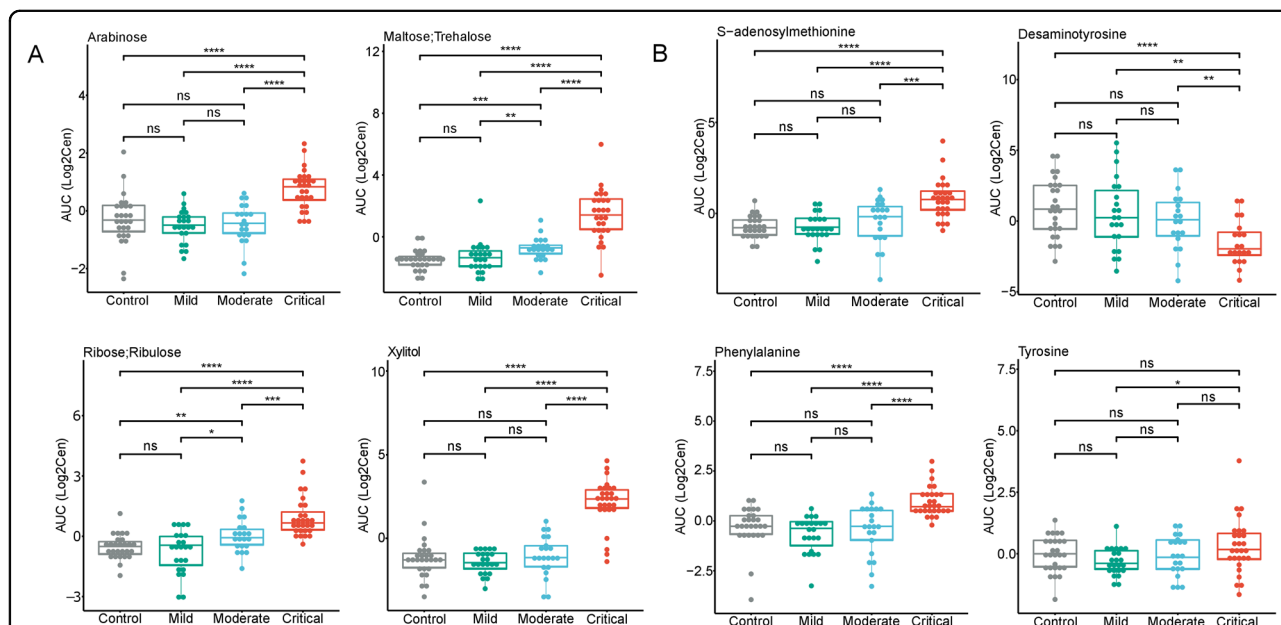 A
Arabinose
****
****
****
ns
ns
ns
4
2
0
−2
AUC (Log2Cen)
Control Mild Moderate Critical
Maltose;Trehalose
****
****
****
***
**
ns
12
8
4
0
AUC (Log2Cen)
Control Mild Moderate Critical
B
S−adenosylmethionine
****
****
***
ns
ns
ns
5
0
AUC (Log2Cen)
Control Mild Moderate Critical
Desaminotyrosine
****
**
**
ns
ns
ns
10
5
0
−5
AUC (Log2Cen)
Control Mild Moderate Critical
Ribose;Ribulose
****
****
***
**
*
ns
6
3
0
−3
AUC (Log2Cen)
Control Mild Moderate Critical
Xylitol
****
****
****
ns
ns
ns
10
5
0
AUC (Log2Cen)
Control Mild Moderate Critical
Phenylalanine
****
****
****
ns
ns
ns
7.5
5.0
2.5
0.0
−2.5
AUC (Log2Cen)
Control Mild Moderate Critical
Tyrosine
ns
*
ns
ns
ns
ns
7.5
5.0
2.5
0.0
AUC (Log2Cen)
Control Mild Moderate Critical